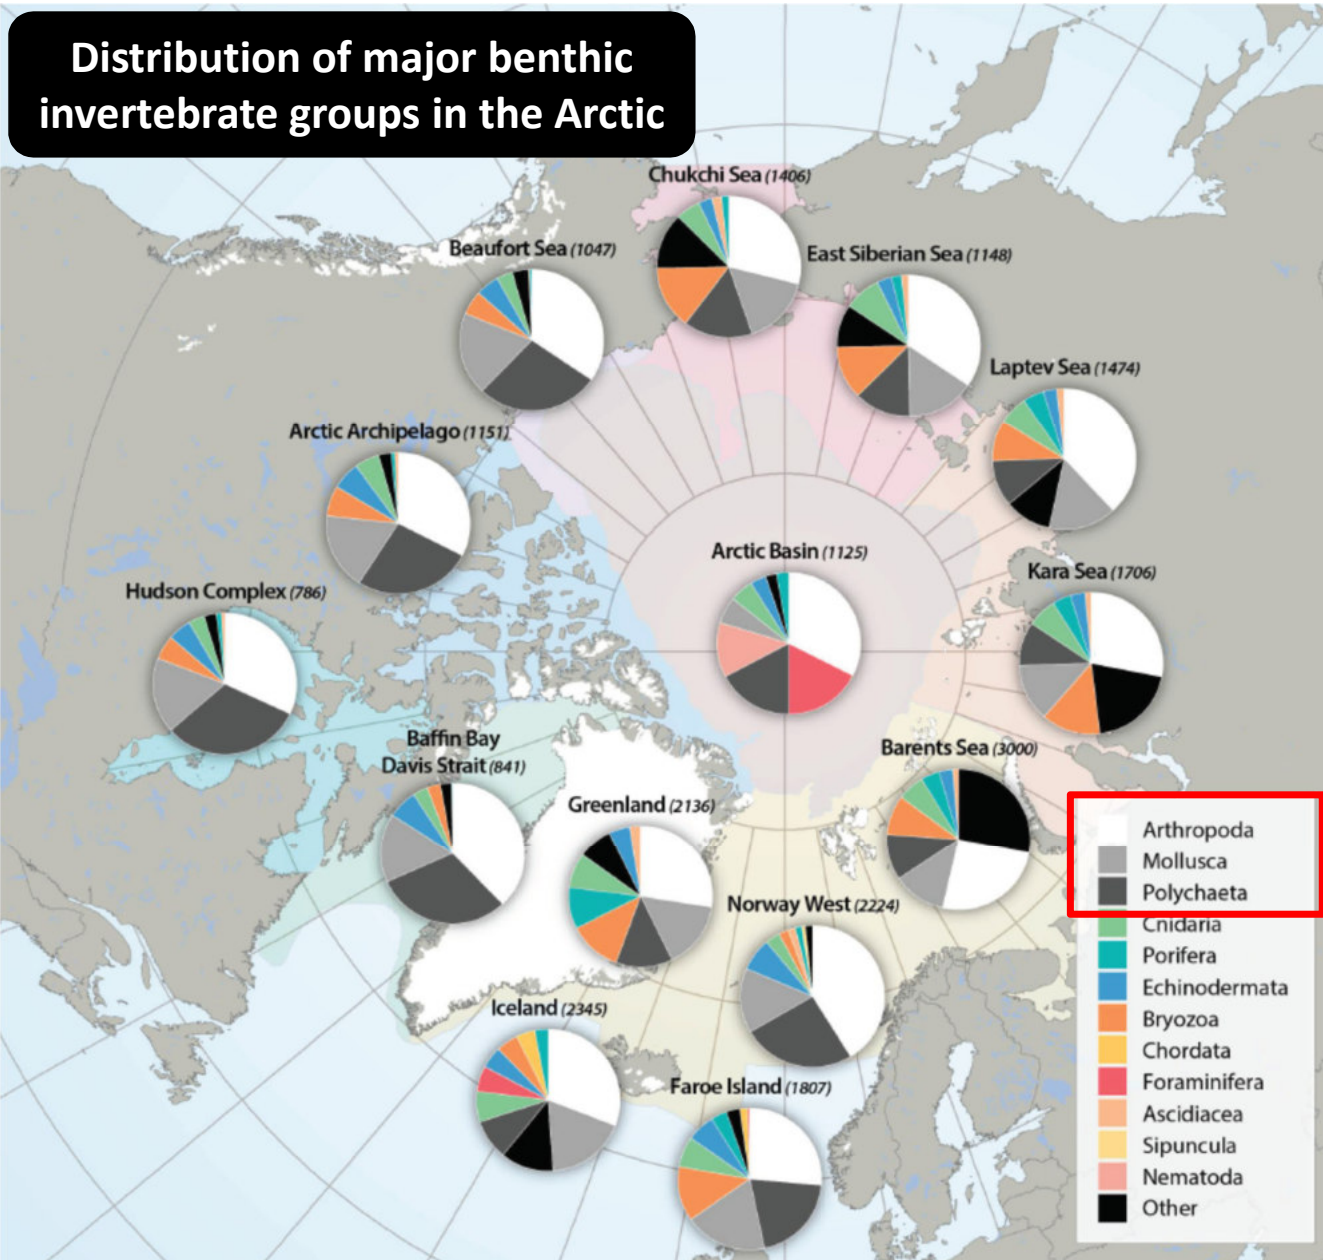 Distribution of major benthic
invertebrate groups in the Arctic
Chukchi Sea (1406)
Beaufort Sea (1047)
East Siberian Sea (1148)
Laptev Sea (1474)
Arctic Archipelago (1151)
Arctic Basin (1125)
Kara Sea (1706)
Hudson Complex (786)
Baffin Bay
Davis Strait (841)
Barents Sea (3000)
Greenland (2136)
Norway West (2224)
Iceland (2345)
Faroe Island (1807)
Arthropoda
Mollusca
Polychaeta
Cnidaria
Porifera
Echinodermata
Bryozoa
Chordata
Foraminifera
Ascidiacea
Sipuncula
Nematoda
Other